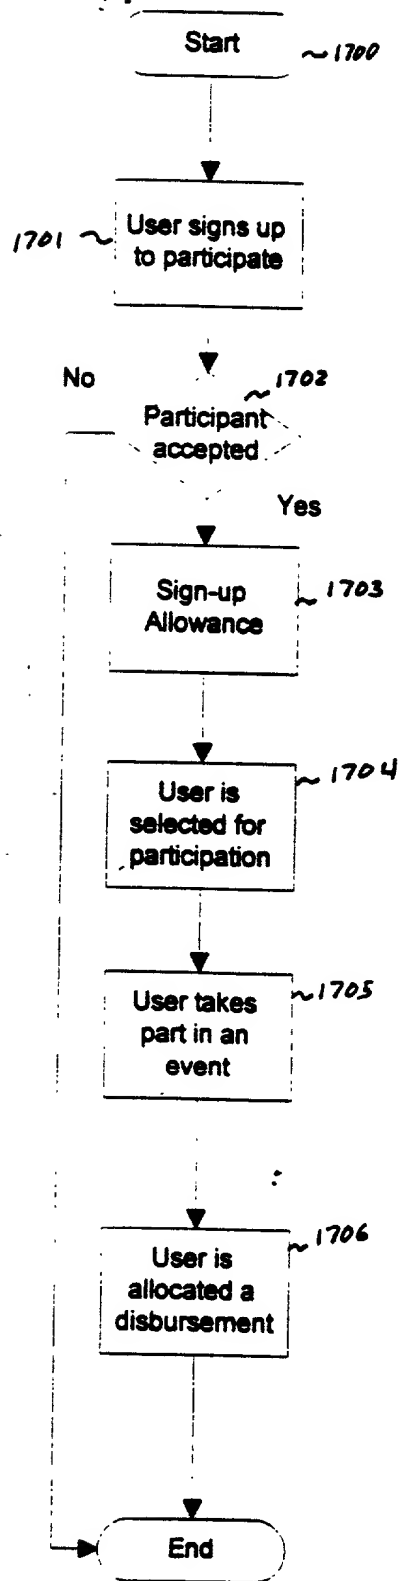 Start
1700
1701
User signs up
to participate
No
1702
Participant
accepted
Yes
Sign-up
Allowance
1703
1704
User is
selected for
participation
1705
User takes
part in an
event
1706
User is
allocated a
disbursement
End